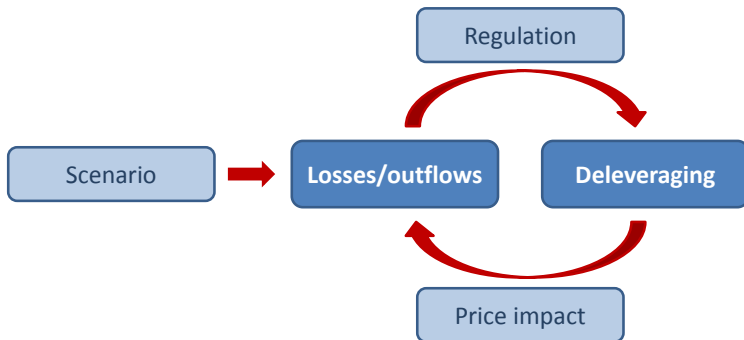 Regulation
Scenario
Losses/outflows
Deleveraging
Price impact